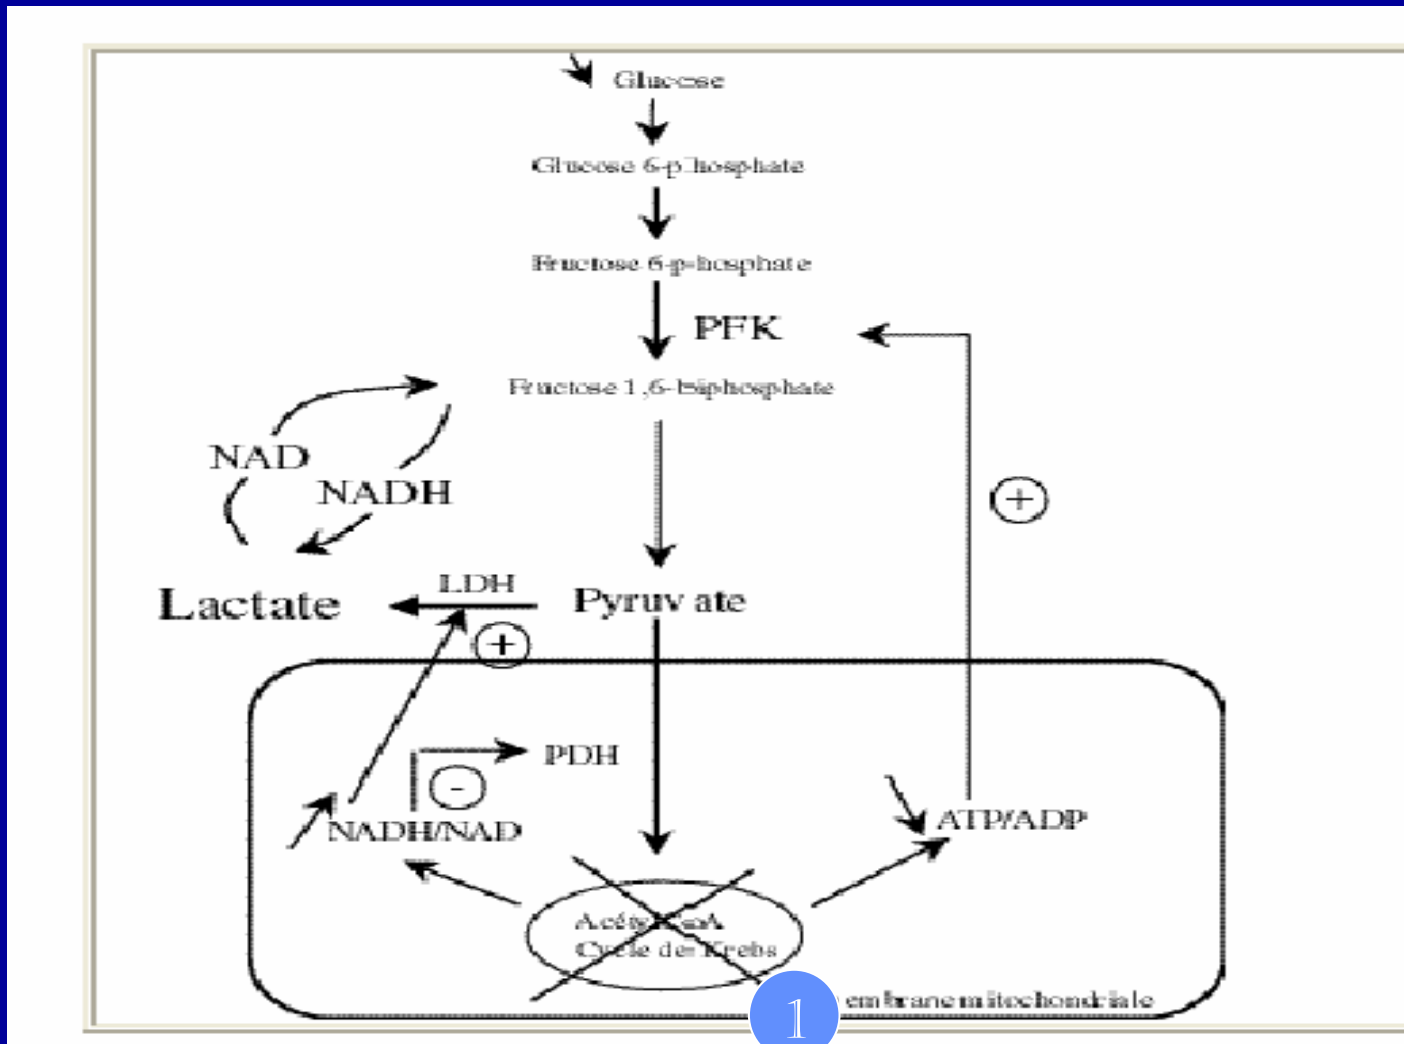 Glucose
Glucose 6-phosphate
Fructose 6-phosphate
PFK
Fructose 1,6-biphosphate
NAD
NADH
+
LDH
Lactate
Pyruvate
+
PDH
-
NADH/NAD
ATP/ADP
Acétyl CoA
Cycle de Krebs
embrane mitochondriale
1